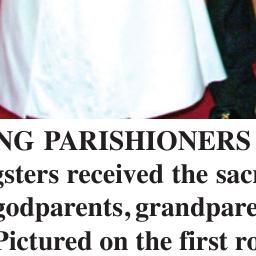 NG PARISHIONERS
gsters received the sacr
godparents, grandpare
Pictured on the first ro